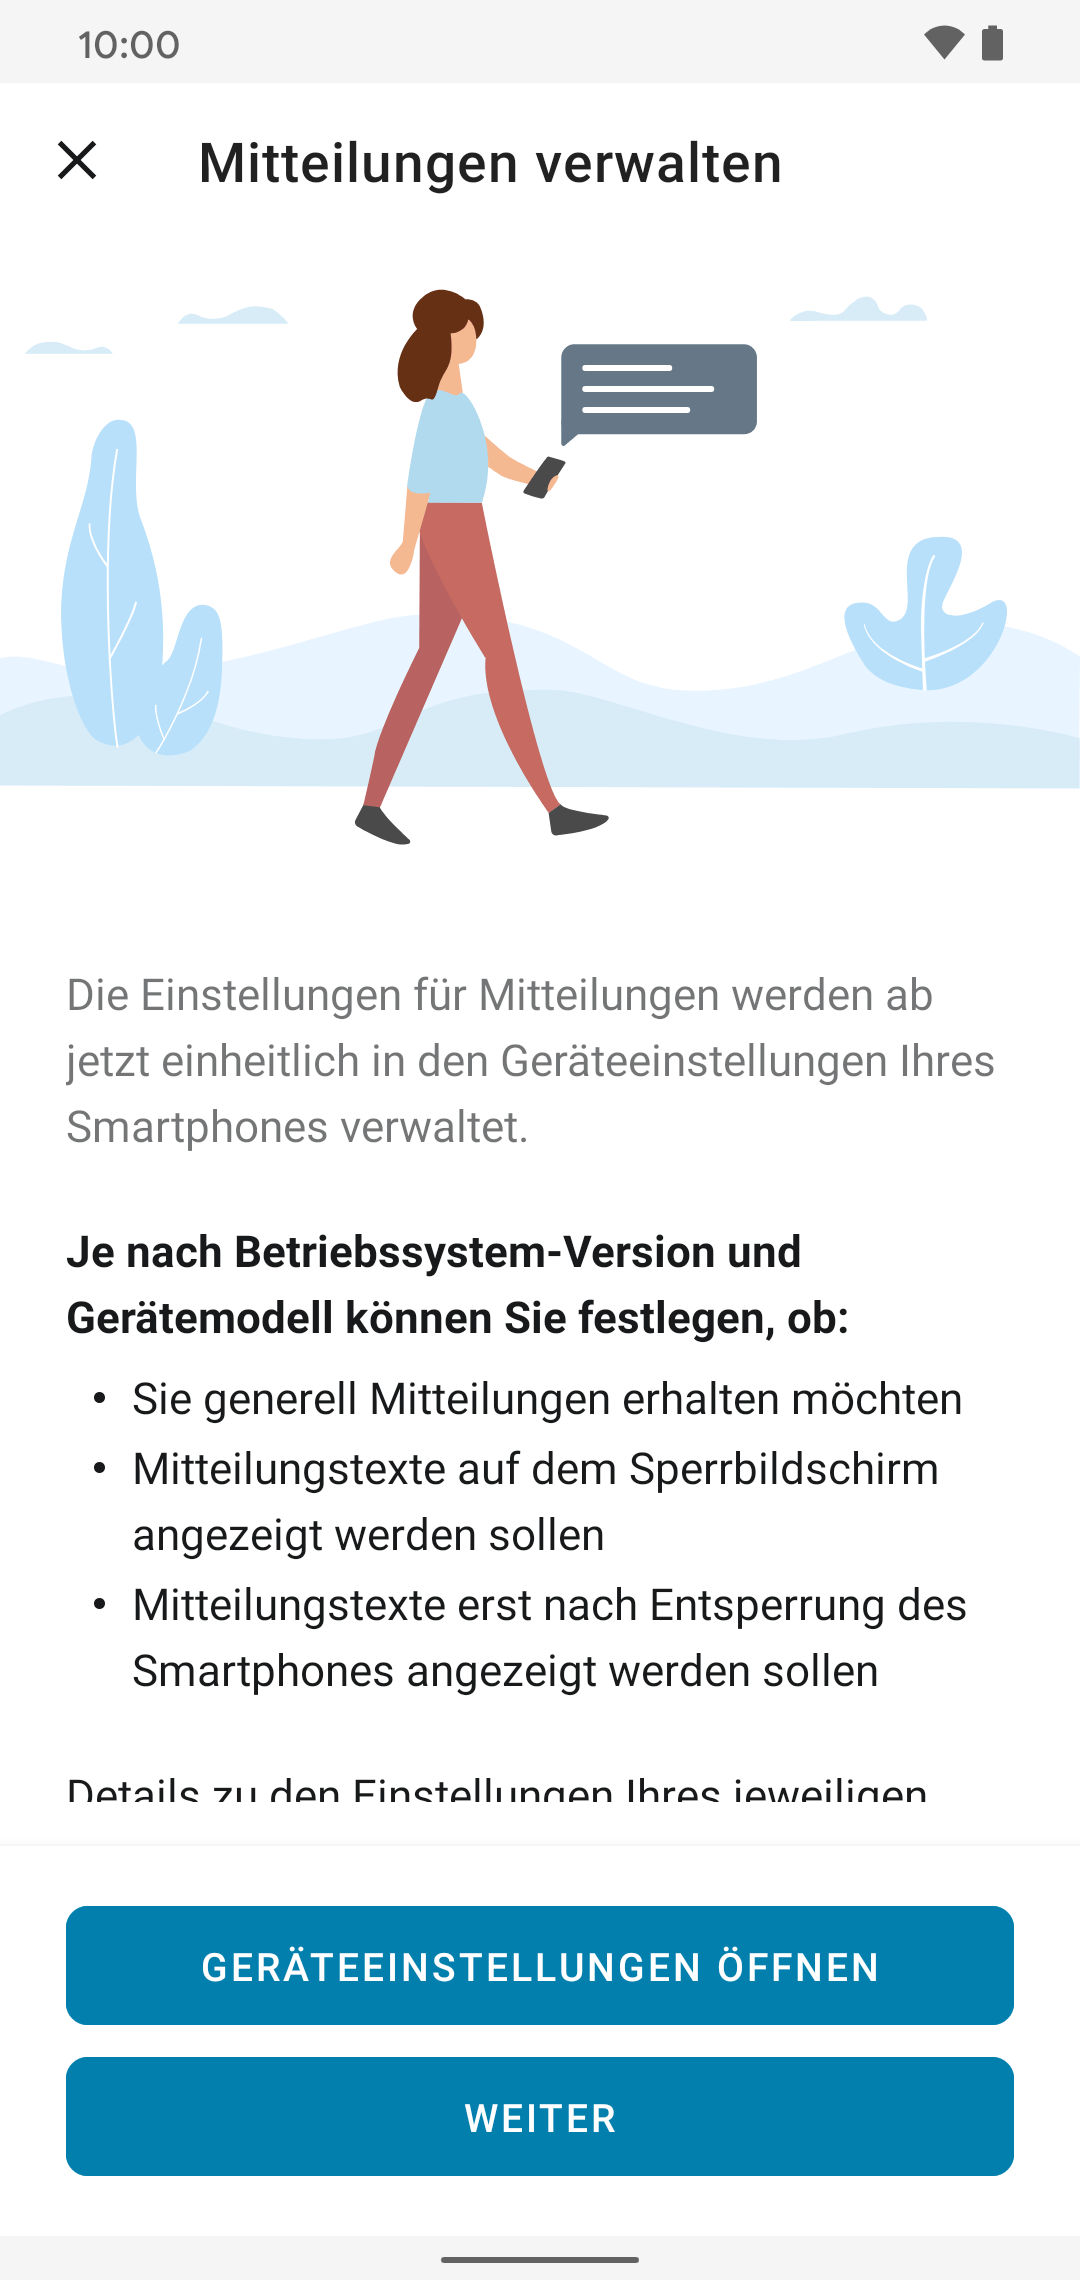 10:00
Mitteilungen verwalten
Die Einstellungen für Mitteilungen werden ab
jetzt einheitlich in den Geräteeinstellungen Ihres
Smartphones verwaltet.
Je nach Betriebssystem-Version und
Gerätemodell können Sie festlegen, ob:
• Sie generell Mitteilungen erhalten möchten
• Mitteilungstexte auf dem Sperrbildschirm
angezeigt werden sollen
• Mitteilungstexte erst nach Entsperrung des
Smartphones angezeigt werden sollen
Details zu den Einstellungen Ihres jeweiligen
GERÄTEEINSTELLUNGEN ÖFFNEN
WEITER